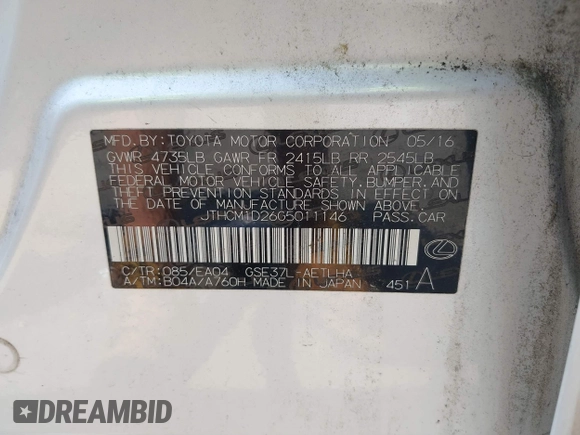 MFD.BY:TOYOTA MOTOR CORPORATION 05/16
GVWR 4735LB GAWR FR 2415LB RR 2545LB
THIS VEHICLE CONFORMS TO ALL APPLICABLE
FEDERAL MOTOR VEHICLE SAFETY,BUMPER,AND
THEFT PREVENTION STANDARDS IN EFFECT ON
THE DATE OF MANUFACTURE SHOWN ABOVE.
JTHCM1D26G5011146 PASS.CAR
C/TR:085/EA04 GSE37L-AETLHA
A/TM:B04A/A760H MADE IN JAPAN 451 A
DREAMBID